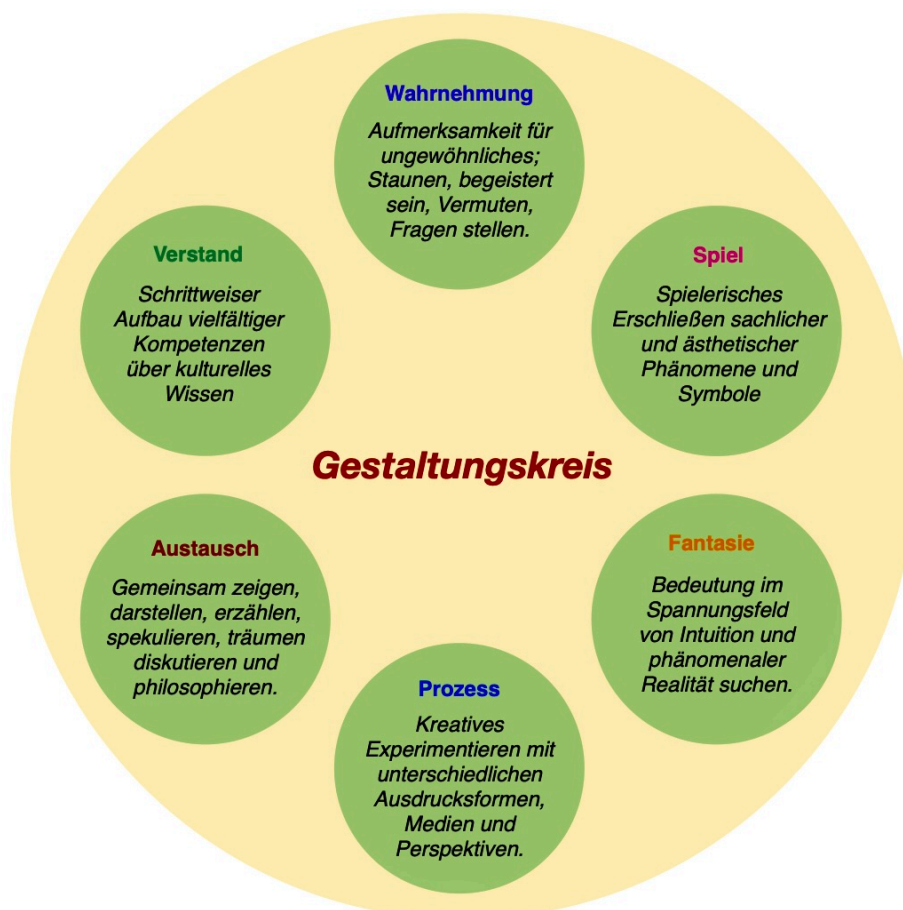 Wahrnehmung
Aufmerksamkeit für
ungewöhnliches;
Staunen, begeistert
sein, Vermuten,
Fragen stellen.
Verstand
Schrittweiser
Aufbau vielfältiger
Kompetenzen
über kulturelles
Wissen
Spiel
Spielerisches
Erschließen sachlicher
und ästhetischer
Phänomene und
Symbole
Gestaltungskreis
Austausch
Gemeinsam zeigen,
darstellen, erzählen,
spekulieren, träumen
diskutieren und
philosophieren.
Fantasie
Bedeutung im
Spannungsfeld
von Intuition und
phänomenaler
Realität suchen.
Prozess
Kreatives
Experimentieren mit
unterschiedlichen
Ausdrucksformen,
Medien und
Perspektiven.